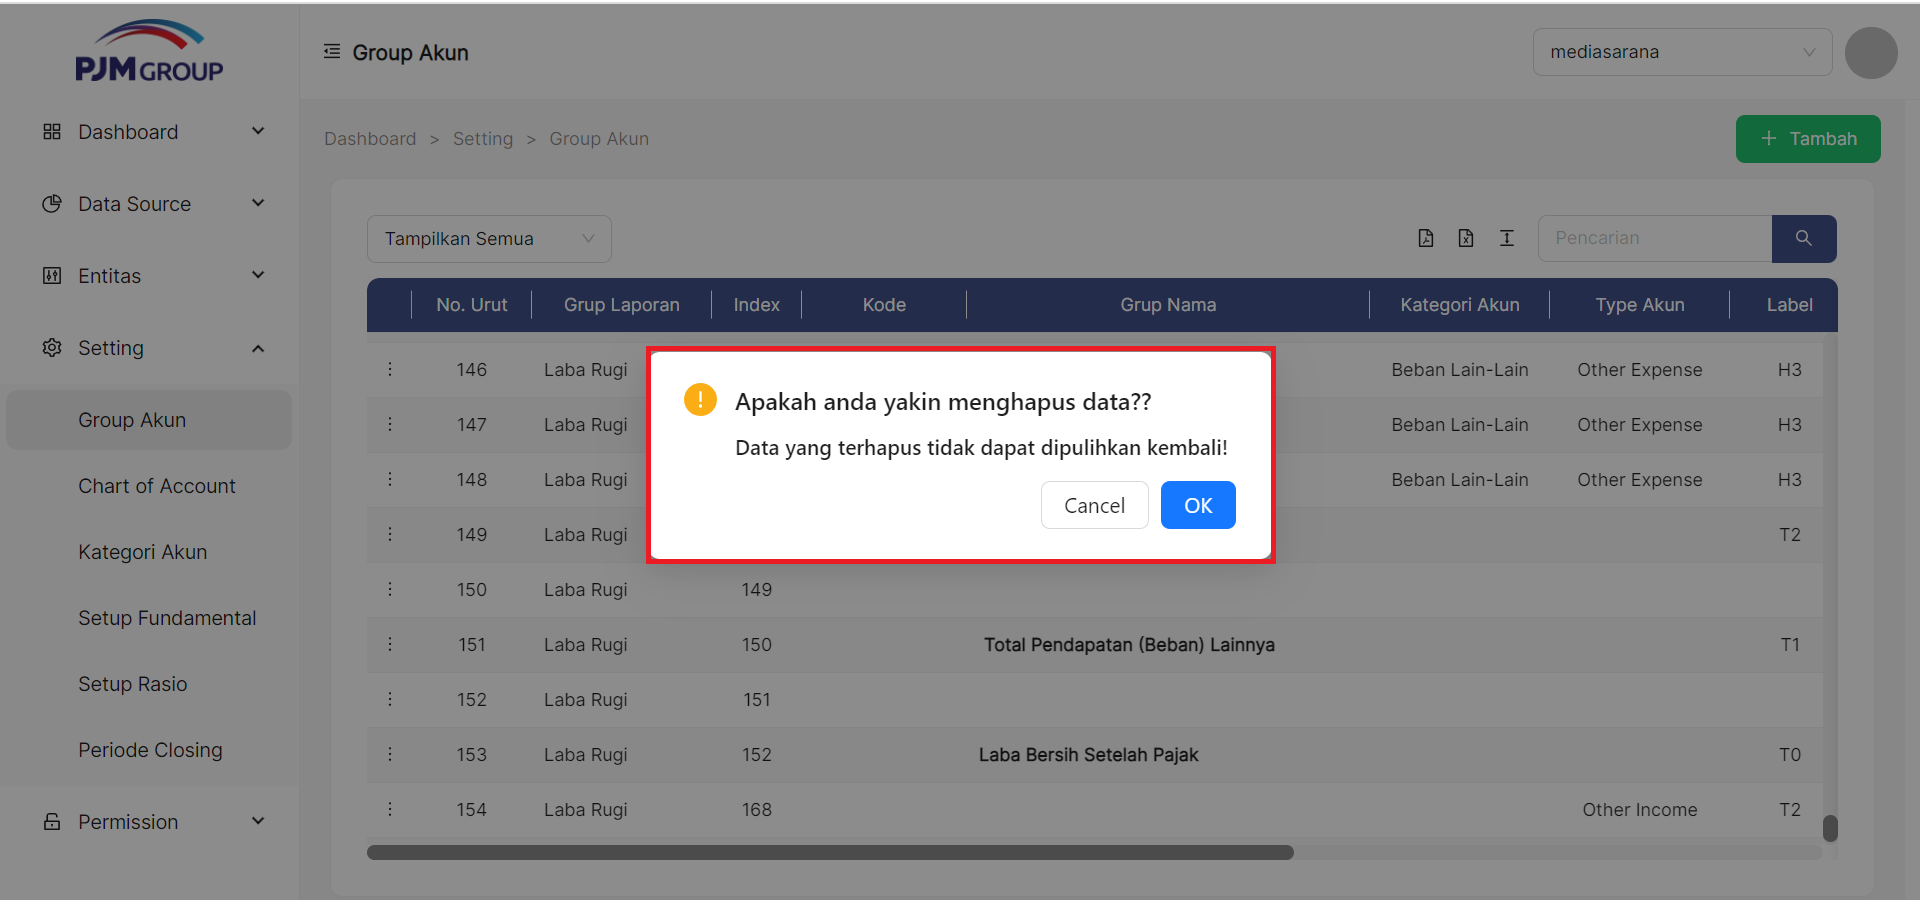 PJM GROUP
Group Akun
mediasarana
Dashboard
Data Source
Entitas
Setting
Group Akun
Chart of Account
Kategori Akun
Setup Fundamental
Setup Rasio
Periode Closing
Permission
Dashboard > Setting > Group Akun
+ Tambah
Tampilkan Semua
Pencarian
No. Urut Grup Laporan Index Kode Grup Nama Kategori Akun Type Akun Label
146 Laba Rugi Beban Lain-Lain Other Expense H3
147 Laba Rugi Beban Lain-Lain Other Expense H3
148 Laba Rugi Beban Lain-Lain Other Expense H3
149 Laba Rugi T2
150 Laba Rugi 149
151 Laba Rugi 150 Total Pendapatan (Beban) Lainnya T1
152 Laba Rugi 151
153 Laba Rugi 152 Laba Bersih Setelah Pajak T0
154 Laba Rugi 168 Other Income T2
Apakah anda yakin menghapus data??
Data yang terhapus tidak dapat dipulihkan kembali!
Cancel
OK